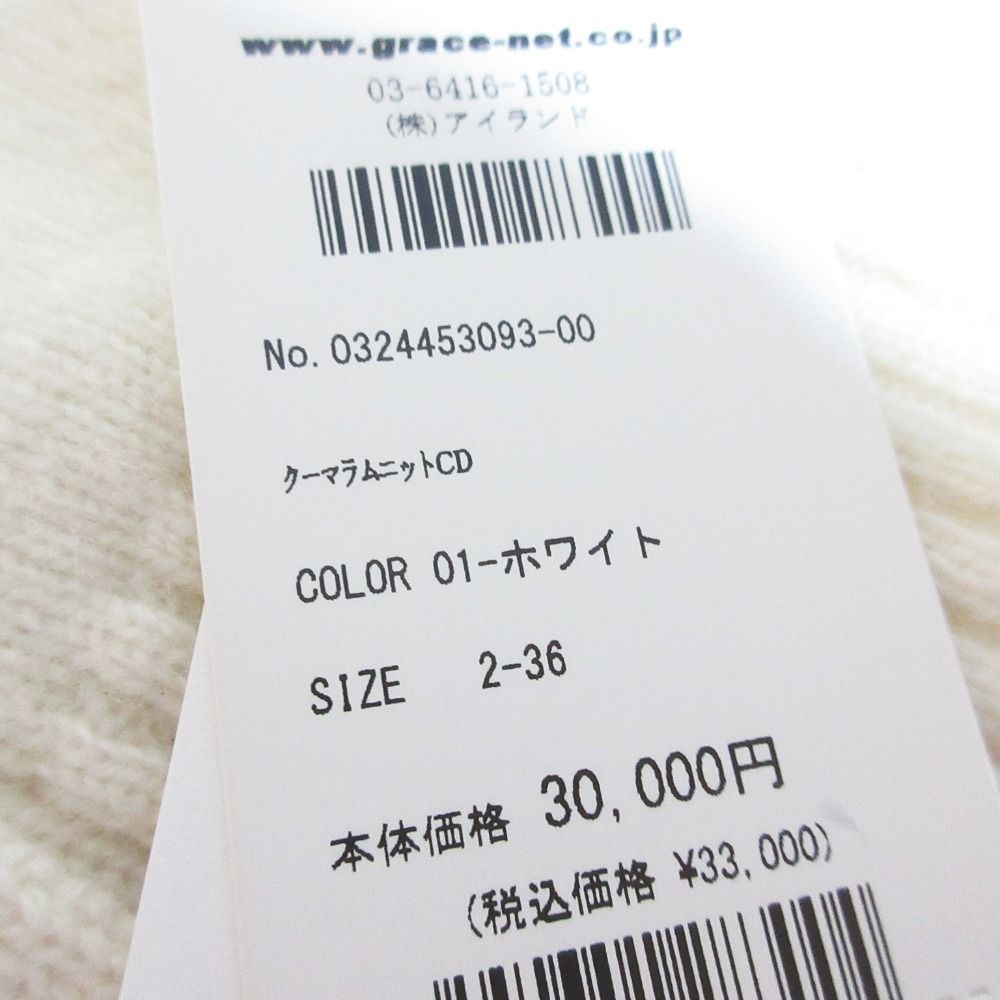 www.grace-net.co.jp
03-6416-1508
(株)アイランド
No. 0324453093-00
クーマラムニットCD
COLOR 01-ホワイト
SIZE 2-36
本体価格 30,000円
(税込価格 ¥33,000)